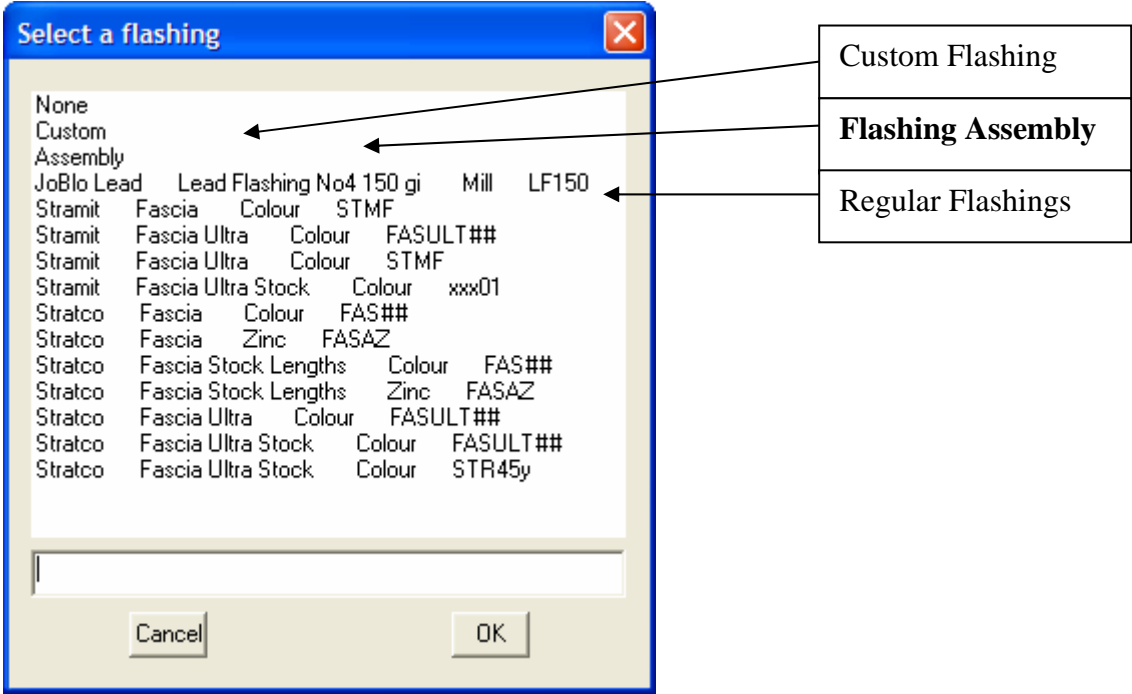 Select a flashing
None
Custom
Assembly
JoBlo Lead Lead Flashing No4 150 gi Mill LF150
Stramit Fascia Colour STMF
Stramit Fascia Ultra Colour FASULT##
Stramit Fascia Ultra Colour STMF
Stramit Fascia Ultra Stock Colour xxx01
Stratco Fascia Colour FAS##
Stratco Fascia Zinc FASAZ
Stratco Fascia Stock Lengths Colour FAS##
Stratco Fascia Stock Lengths Zinc FASAZ
Stratco Fascia Ultra Colour FASULT##
Stratco Fascia Ultra Stock Colour FASULT##
Stratco Fascia Ultra Stock Colour STR45y
Cancel OK
Custom Flashing
Flashing Assembly
Regular Flashings